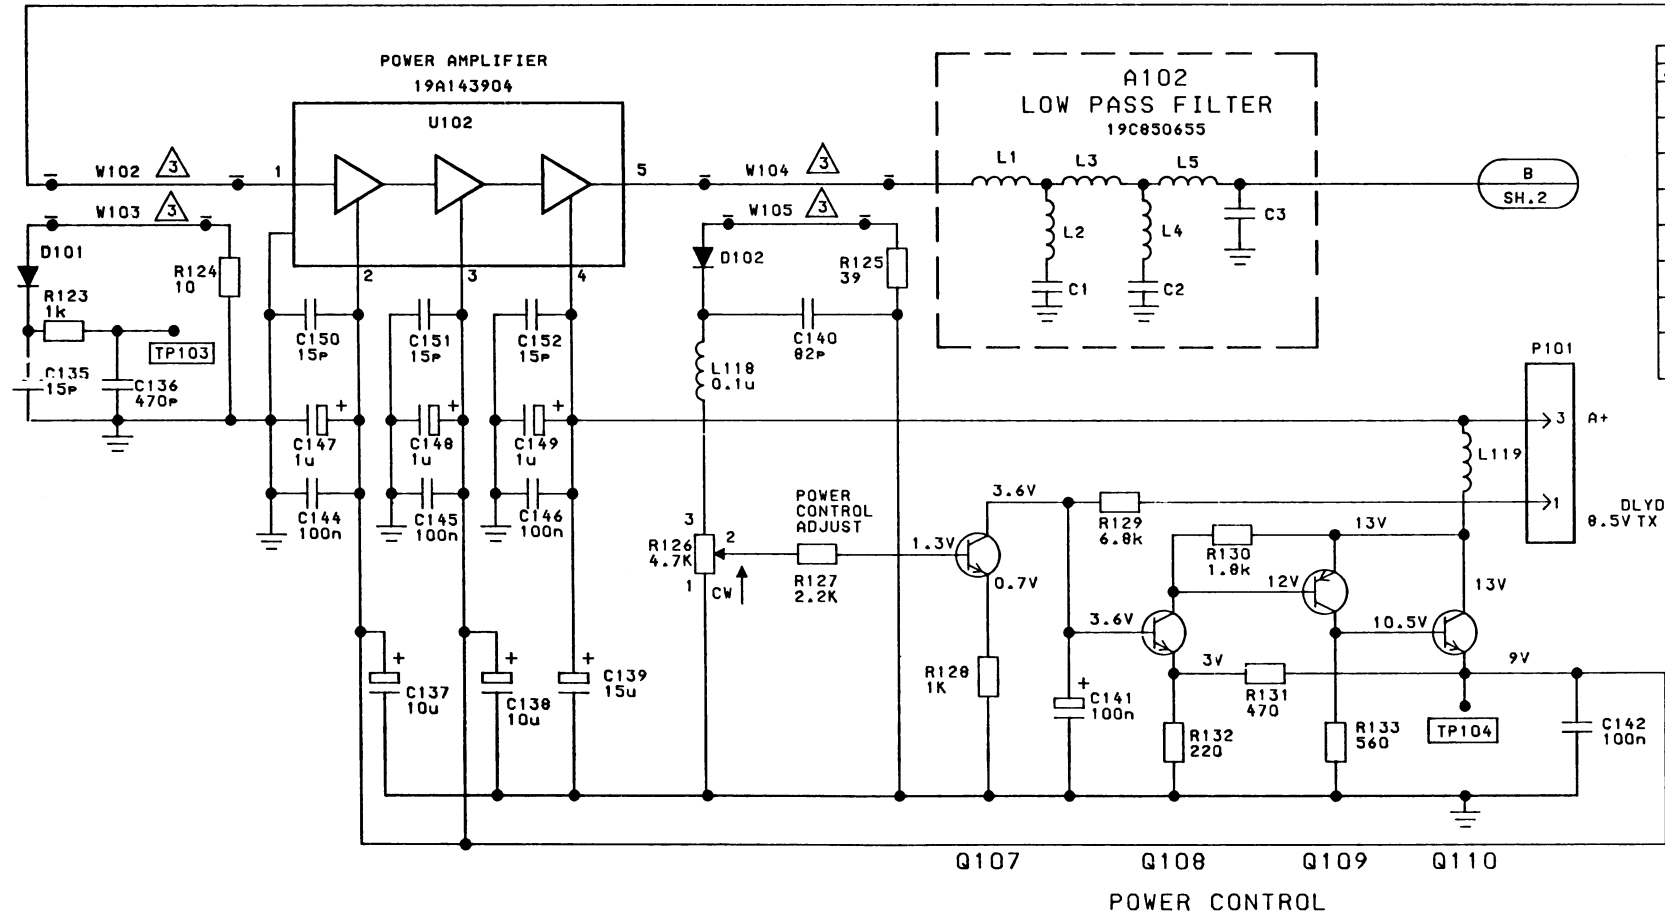 POWER AMPLIFIER
19A143904
U102
A102
LOW PASS FILTER
19C850655
L1
L3
L5
L2
L4
C1
C2
C3
B
SH.2
W102
3
W103
3
1
5
W104
3
W105
3
D101
R124
10
R123
1k
TP103
C135
15p
C136
470p
2
3
4
C150
15p
C151
15p
C152
15p
+
C147
1u
+
C148
1u
+
C149
1u
C144
100n
C145
100n
C146
100n
D102
R125
39
C140
82p
L118
0.1u
3
R126
4.7K
2
1
CW
POWER
CONTROL
ADJUST
R127
2.2K
1.3V
3.6V
0.7V
R128
1K
R129
6.8k
P101
3
A+
L119
1
DLYD
8.5V TX
13V
R130
1.8k
12V
13V
3.6V
10.5V
3V
9V
R131
470
+
C141
100n
R132
220
R133
560
TP104
C142
100n
+
C137
10u
+
C138
10u
+
C139
15u
Q107
Q108
Q109
Q110
POWER CONTROL